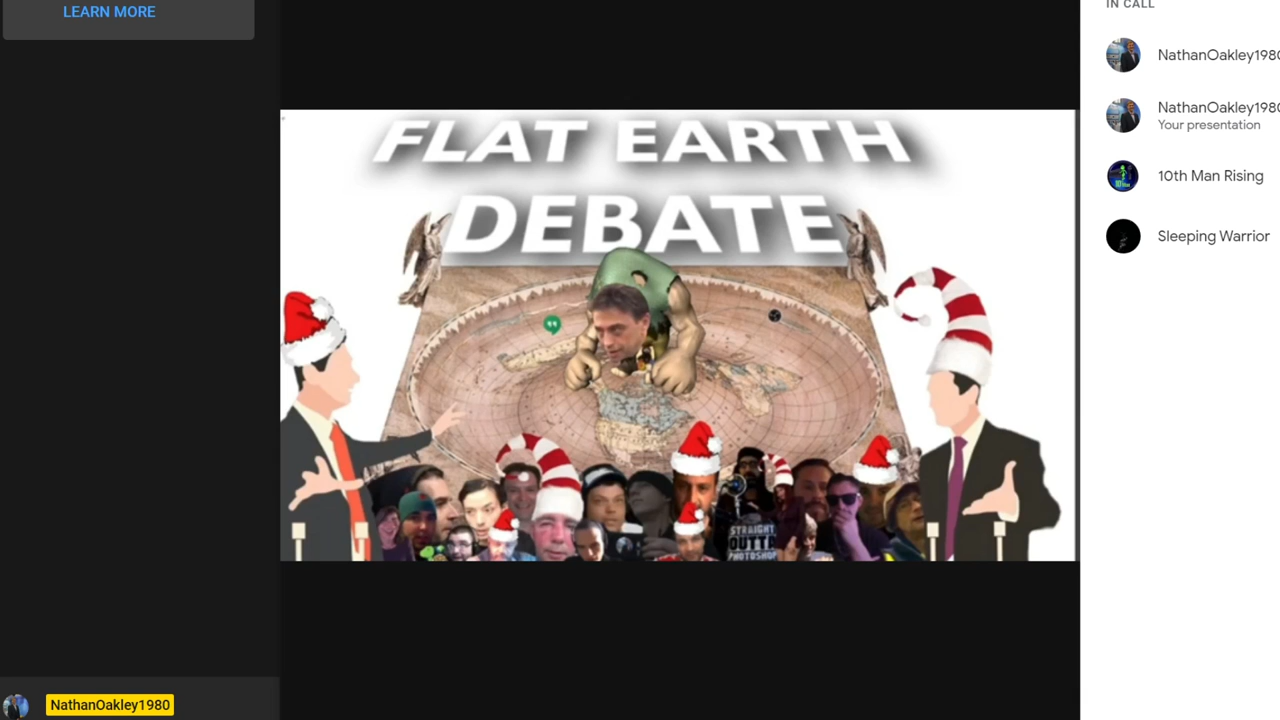 LEARN MORE
IN CALL
NathanOakley1980
NathanOakley1980
Your presentation
10th Man Rising
Sleeping Warrior
FLAT EARTH
DEBATE
STRAIGHT
OUTTA
PHOTOSHOP
NathanOakley1980